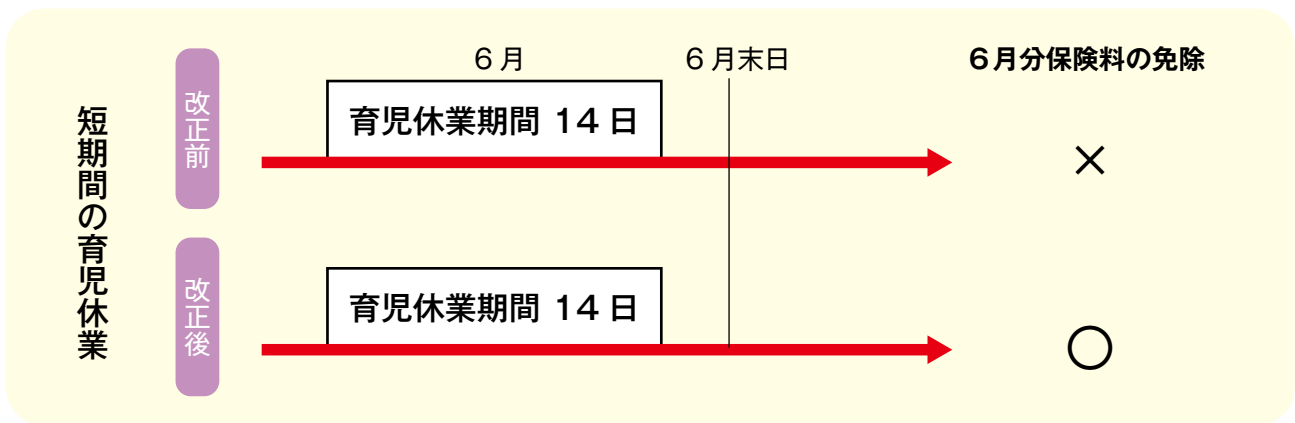 短期間の育児休業
改正前
６月
６月末日
６月分保険料の免除
育児休業期間 14日
×
改正後
育児休業期間 14日
○